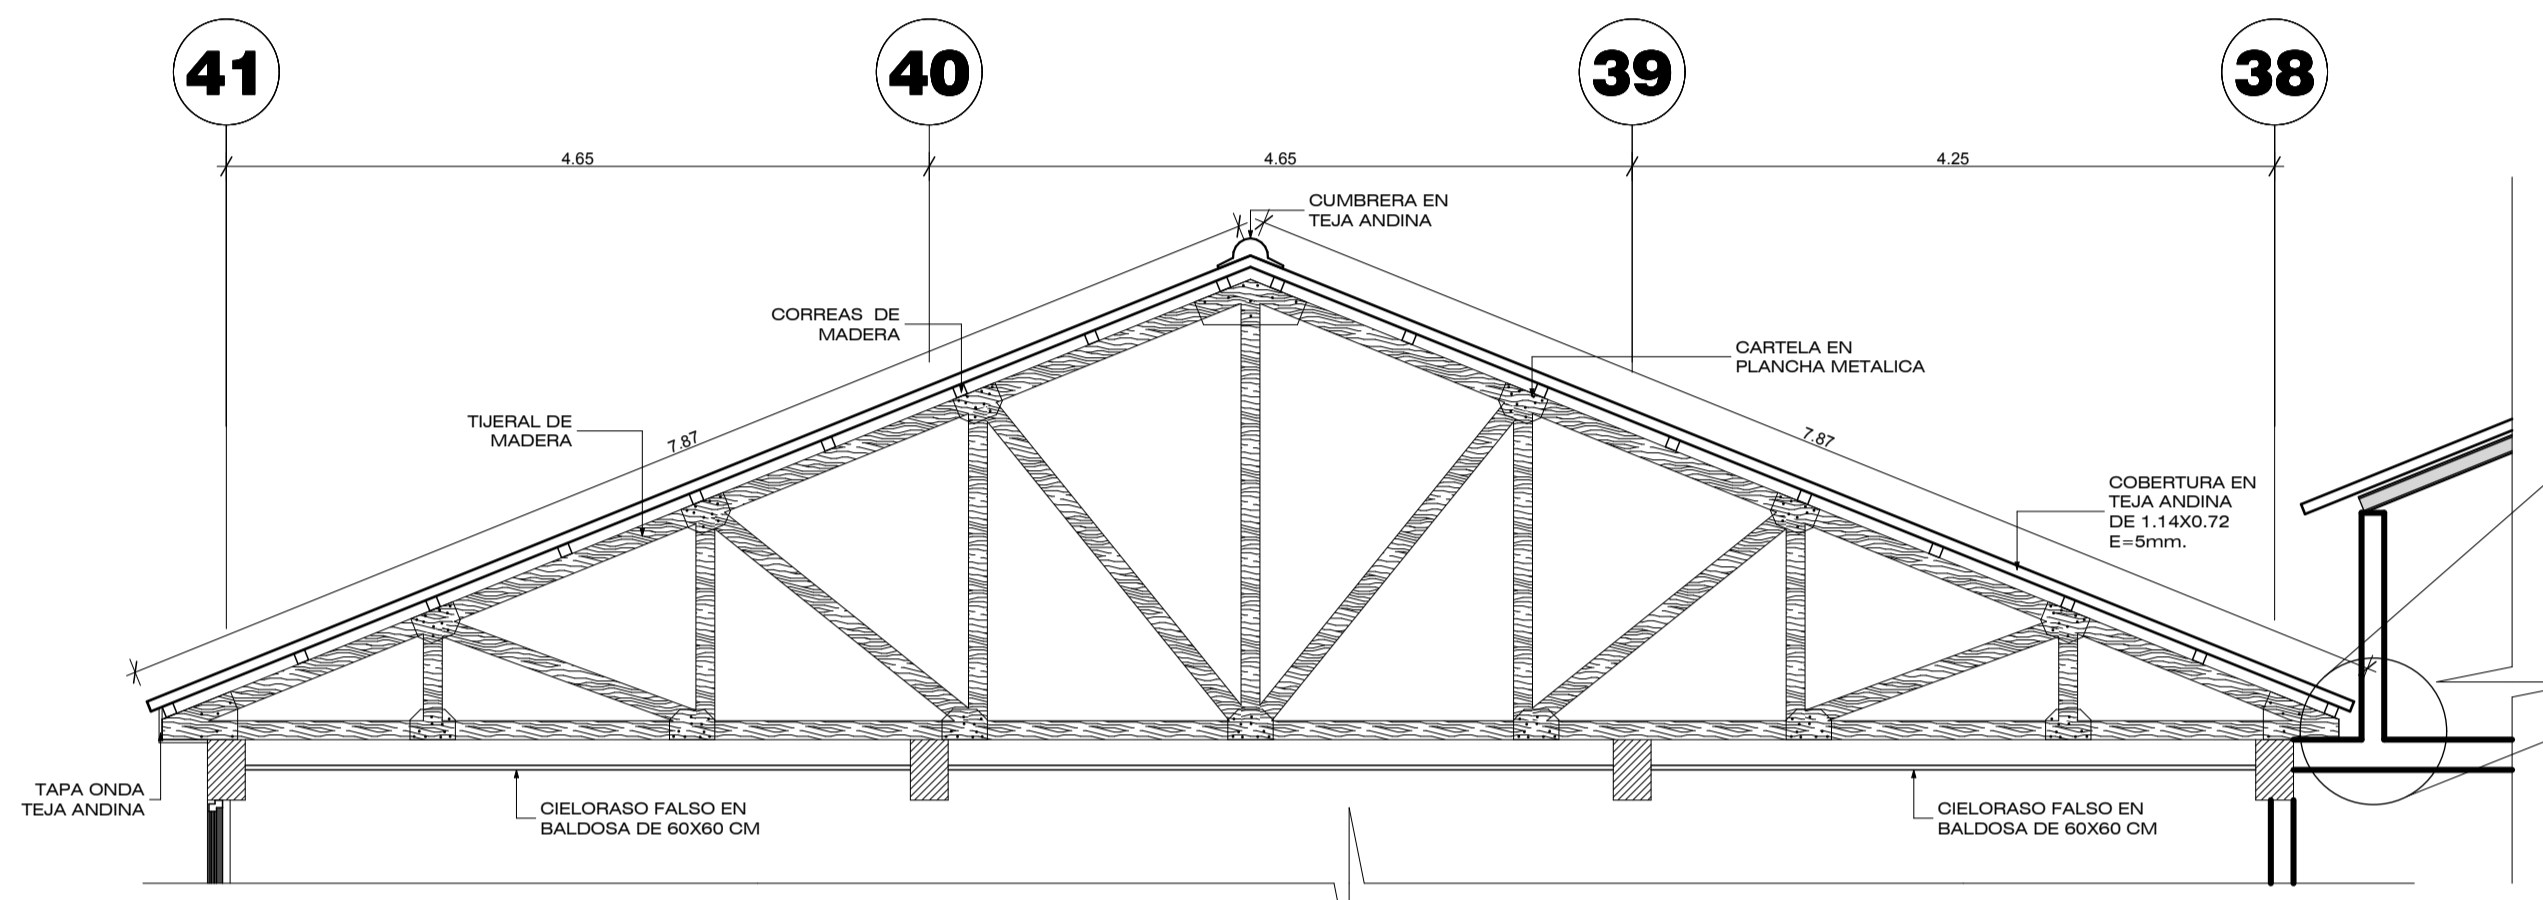 41
40
39
38
4.65
4.65
4.25
CUMBRERA EN
TEJA ANDINA
CORREAS DE
MADERA
CARTELA EN
PLANCHA METALICA
TIJERAL DE
MADERA
7.87
7.87
COBERTURA EN
TEJA ANDINA
DE 1.14X0.72
E=5mm.
TAPA ONDA
TEJA ANDINA
CIELORASO FALSO EN
BALDOSA DE 60X60 CM
CIELORASO FALSO EN
BALDOSA DE 60X60 CM